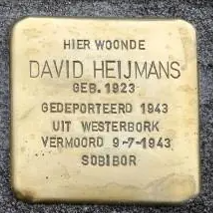 HIER WOONDE
DAVID HEIJMANS
GEB. 1923
GEDEPORTEERD 1943
UIT WESTERBORK
VERMOORD 9-7-1943
SOBIBOR